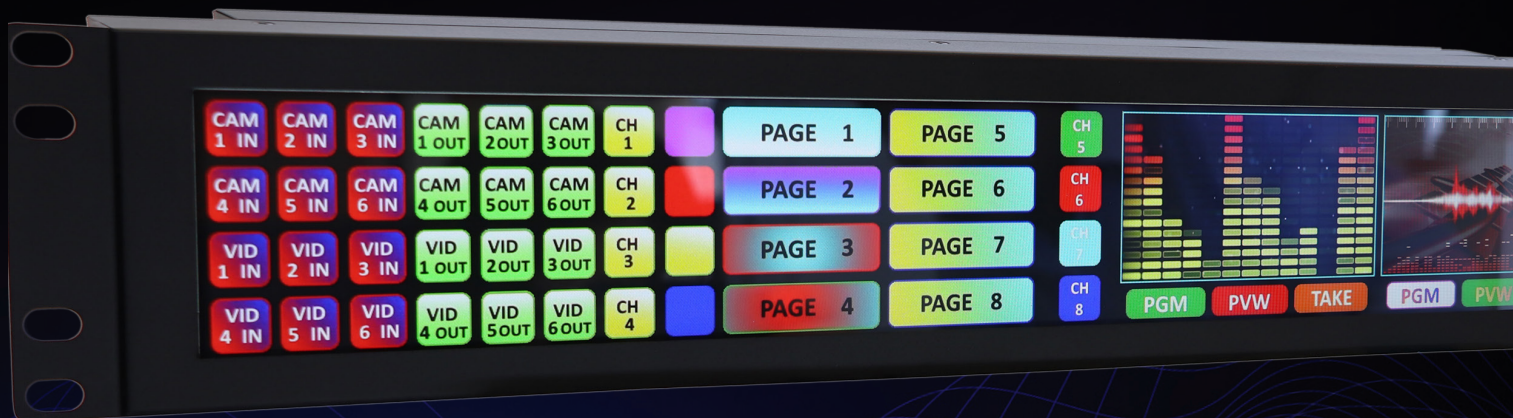 CAM
1 IN
CAM
2 IN
CAM
3 IN
CAM
1 OUT
CAM
2OUT
CAM
3OUT
CH
1
PAGE 1
PAGE 5
CH
5
CAM
4 IN
CAM
5 IN
CAM
6 IN
CAM
4 OUT
CAM
5OUT
CAM
6OUT
CH
2
PAGE 2
PAGE 6
CH
6
VID
1 IN
VID
2 IN
VID
3 IN
VID
1 OUT
VID
2OUT
VID
3OUT
CH
3
PAGE 3
PAGE 7
CH
7
VID
4 IN
VID
5 IN
VID
6 IN
VID
4 OUT
VID
5OUT
VID
6OUT
CH
4
PAGE 4
PAGE 8
CH
8
PGM
PVW
TAKE
PGM
PVW